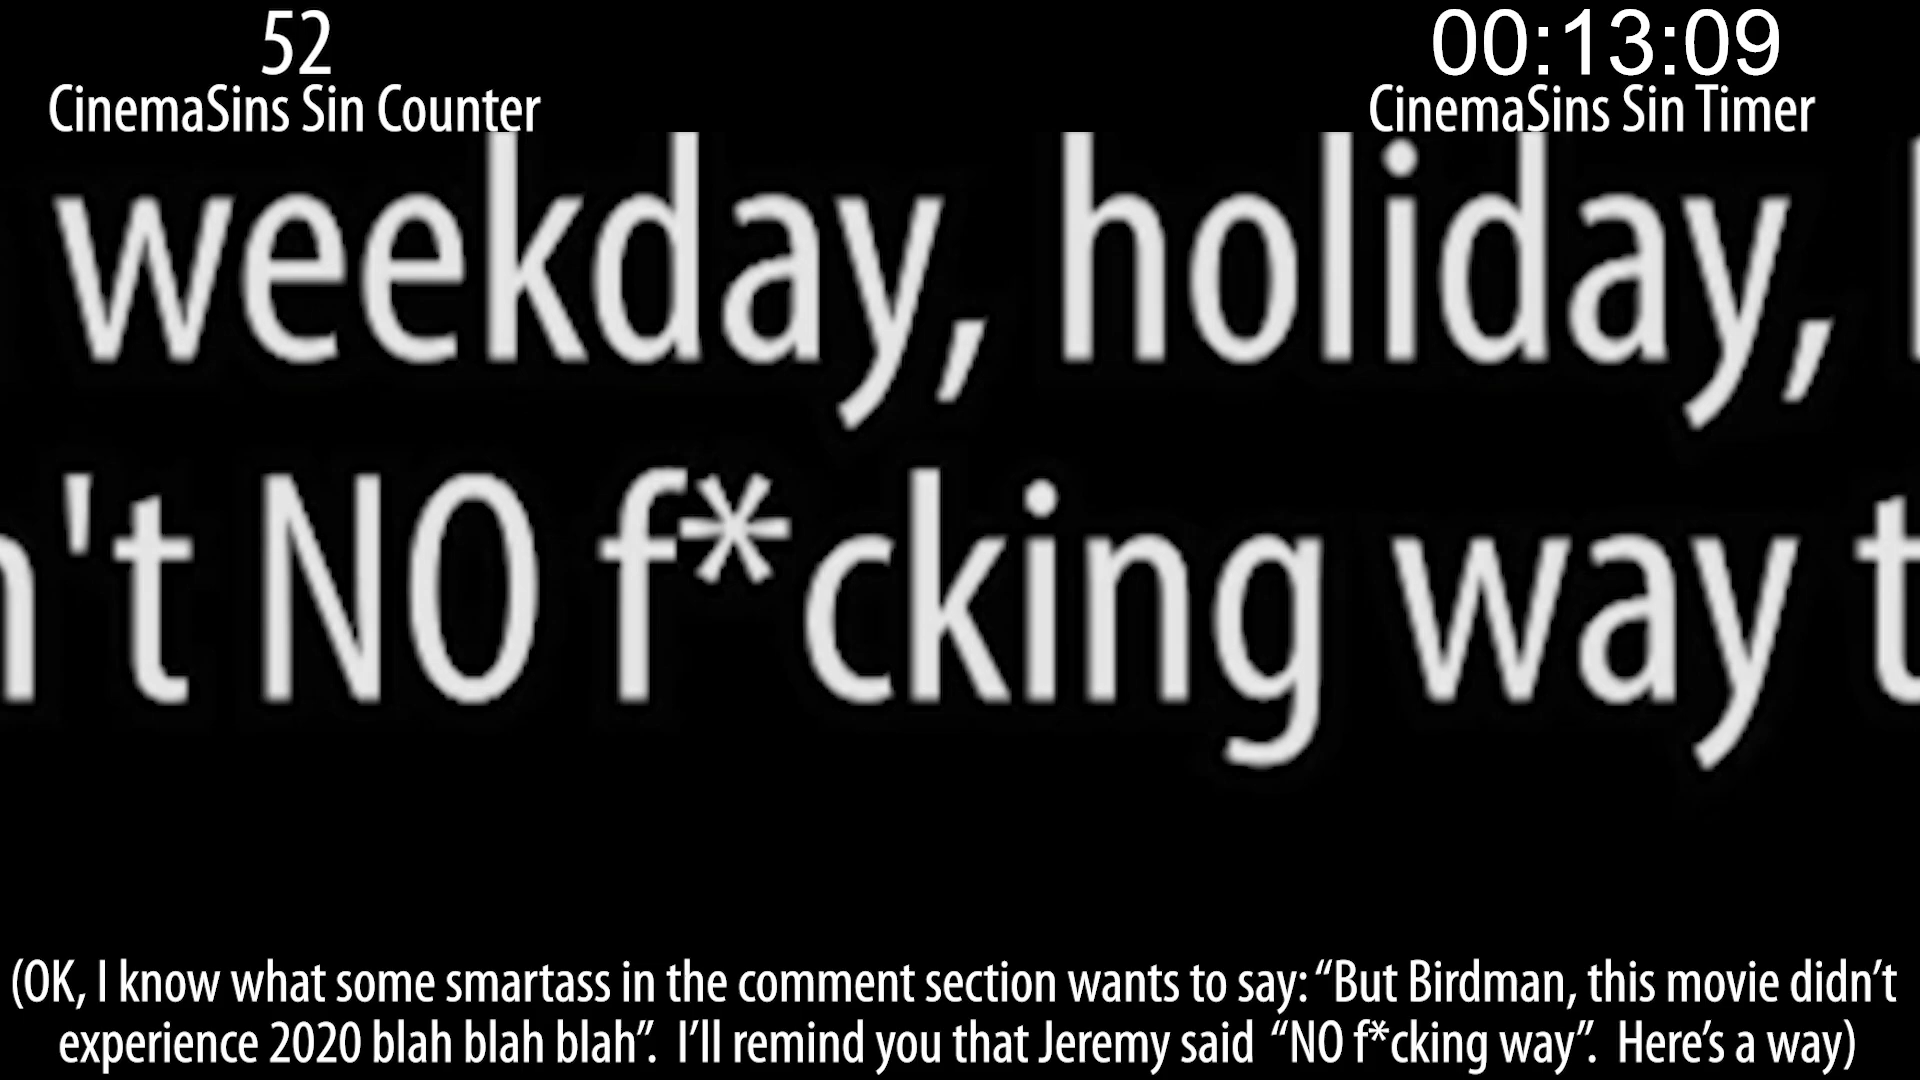 52
CinemaSins Sin Counter
00:13:09
CinemaSins Sin Timer
weekday, holiday,
n't NO f*cking way t
(OK, I know what some smartass in the comment section wants to say: “But Birdman, this movie didn’t
experience 2020 blah blah blah”.  I’ll remind you that Jeremy said “NO f*cking way”.  Here’s a way)